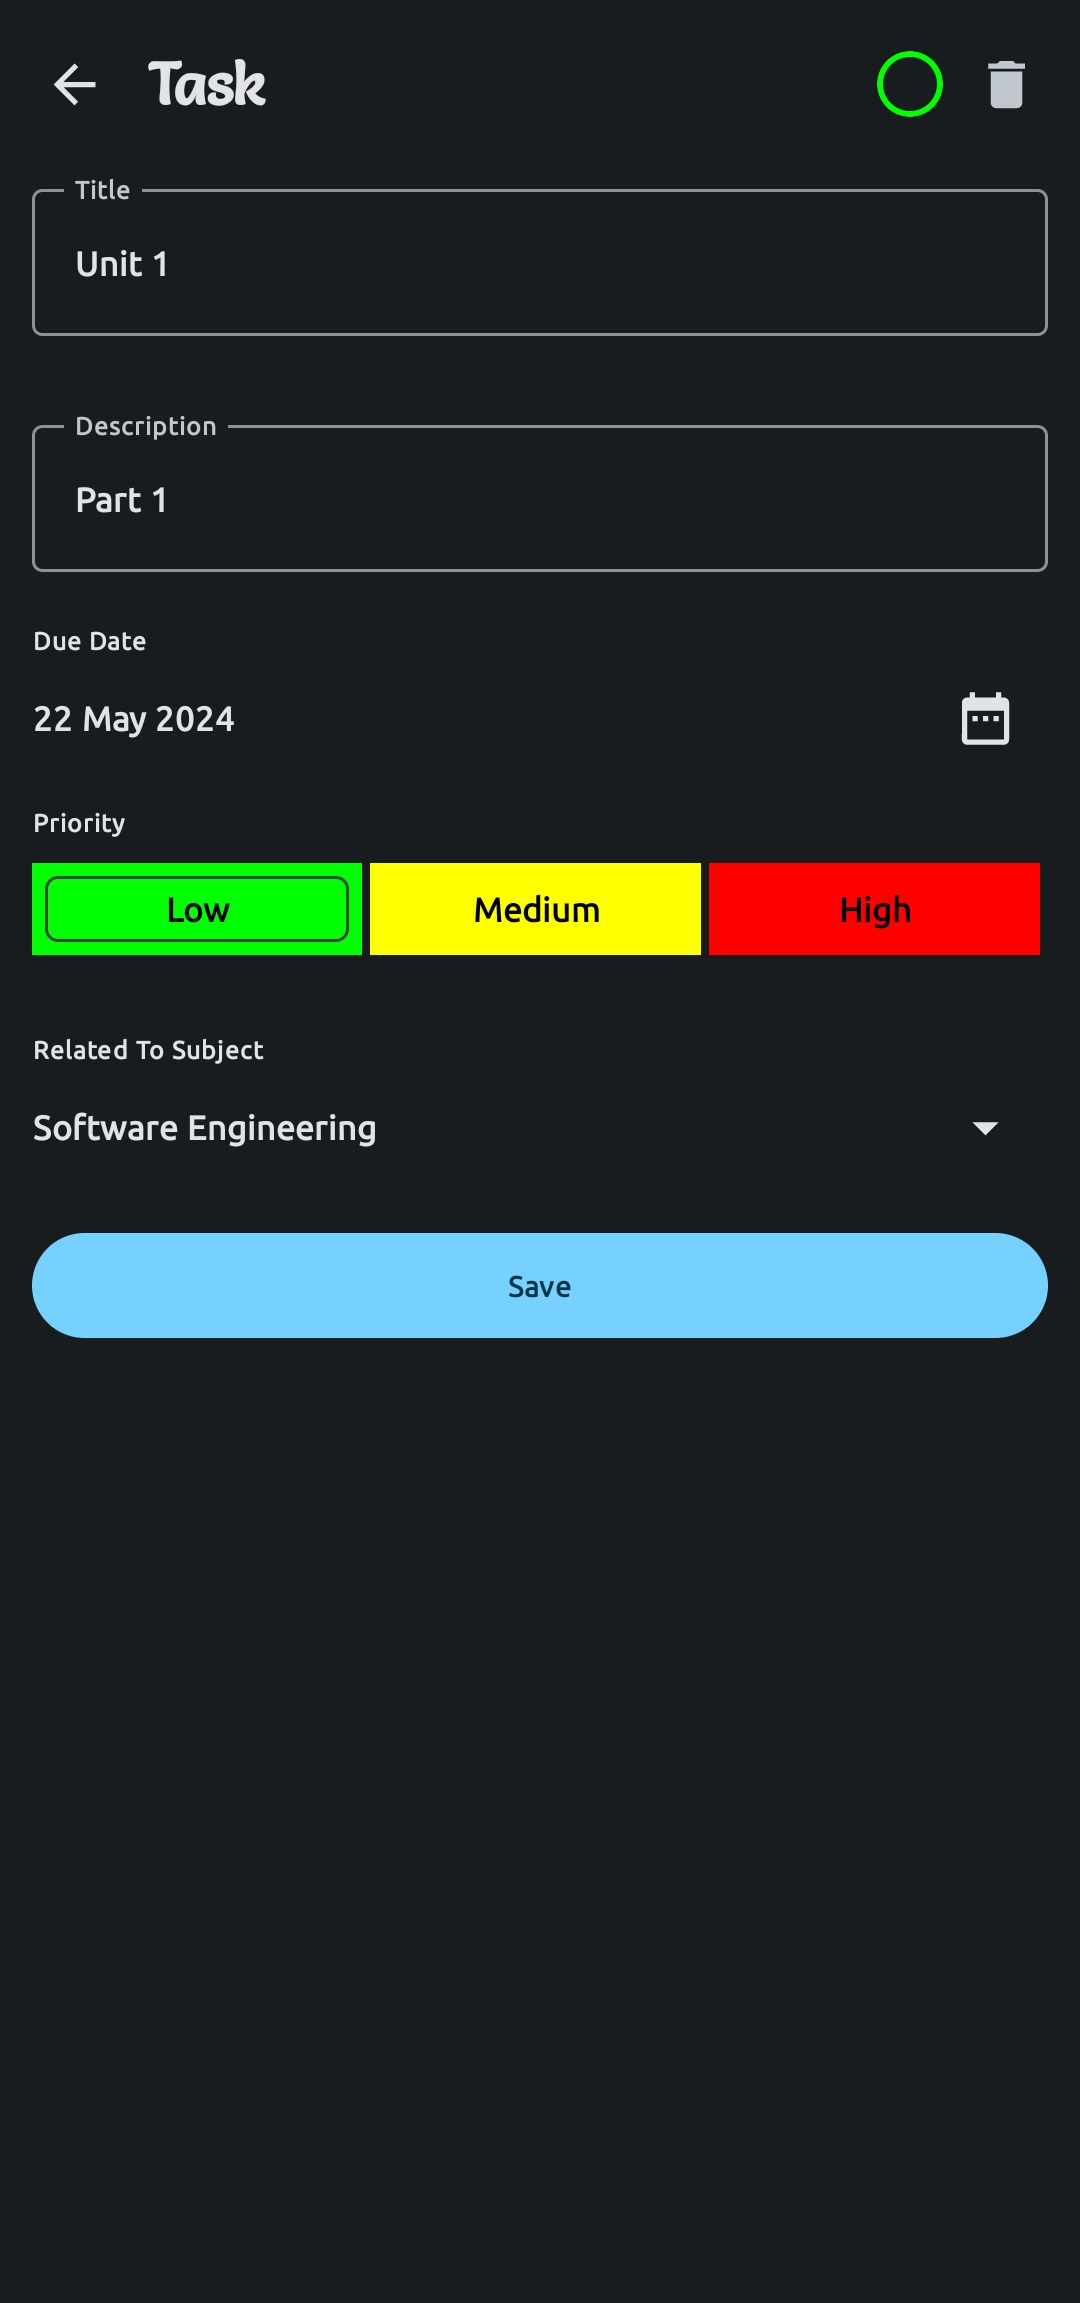 Task
Title
Unit 1
Description
Part 1
Due Date
22 May 2024
Priority
Low Medium High
Related To Subject
Software Engineering
Save